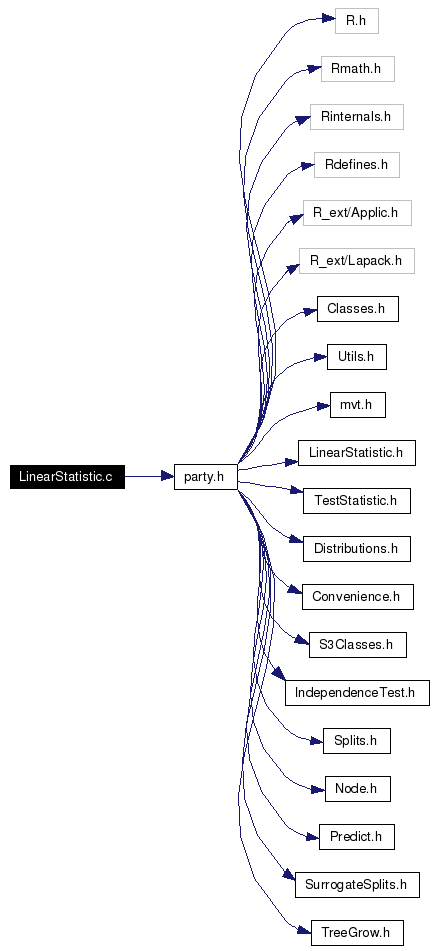 R.h
Rmath.h
Rinternals.h
Rdefines.h
R_ext/Applic.h
R_ext/Lapack.h
Classes.h
Utils.h
mvt.h
LinearStatistic.h
LinearStatistic.c
party.h
TestStatistic.h
Distributions.h
Convenience.h
S3Classes.h
IndependenceTest.h
Splits.h
Node.h
Predict.h
SurrogateSplits.h
TreeGrow.h